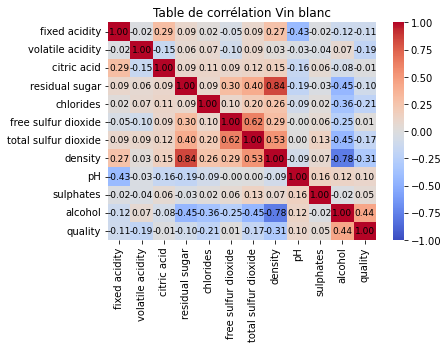 Table de corrélation Vin blanc
fixed acidity 1.00 -0.02 0.29 0.09 0.02 -0.05 0.09 0.27 -0.43 -0.02 -0.12 -0.11
volatile acidity -0.02 1.00 -0.15 0.06 0.07 -0.10 0.09 0.03 -0.03 -0.04 0.07 -0.19
citric acid 0.29 -0.15 1.00 0.09 0.11 0.09 0.12 0.15 -0.16 0.06 -0.08 -0.01
residual sugar 0.09 0.06 0.09 1.00 0.09 0.30 0.40 0.84 -0.19 -0.03 -0.45 -0.10
chlorides 0.02 0.07 0.11 0.09 1.00 0.10 0.20 0.26 -0.09 0.02 -0.36 -0.21
free sulfur dioxide -0.05 -0.10 0.09 0.30 0.10 1.00 0.62 0.29 -0.00 0.06 -0.25 0.01
total sulfur dioxide 0.09 0.09 0.12 0.40 0.20 0.62 1.00 0.53 0.00 0.13 -0.45 -0.17
density 0.27 0.03 0.15 0.84 0.26 0.29 0.53 1.00 -0.09 0.07 -0.78 -0.31
pH -0.43 -0.03 -0.16 -0.19 -0.09 -0.00 0.00 -0.09 1.00 0.16 0.12 0.10
sulphates -0.02 -0.04 0.06 -0.03 0.02 0.06 0.13 0.07 0.16 1.00 -0.02 0.05
alcohol -0.12 0.07 -0.08 -0.45 -0.36 -0.25 -0.45 -0.78 0.12 -0.02 1.00 0.44
quality -0.11 -0.19 -0.01 -0.10 -0.21 0.01 -0.17 -0.31 0.10 0.05 0.44 1.00
fixed acidity
volatile acidity
citric acid
residual sugar
chlorides
free sulfur dioxide
total sulfur dioxide
density
pH
sulphates
alcohol
quality
1.00
0.75
0.50
0.25
0.00
−0.25
−0.50
−0.75
−1.00